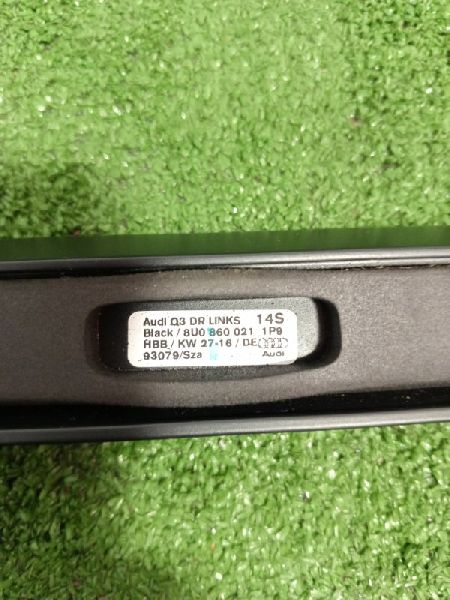 Audi Q3 DR LINKS 14S
Black / 8U0 860 021 1P9
HBB / KW 27-16 / DE
93079/Sza Audi